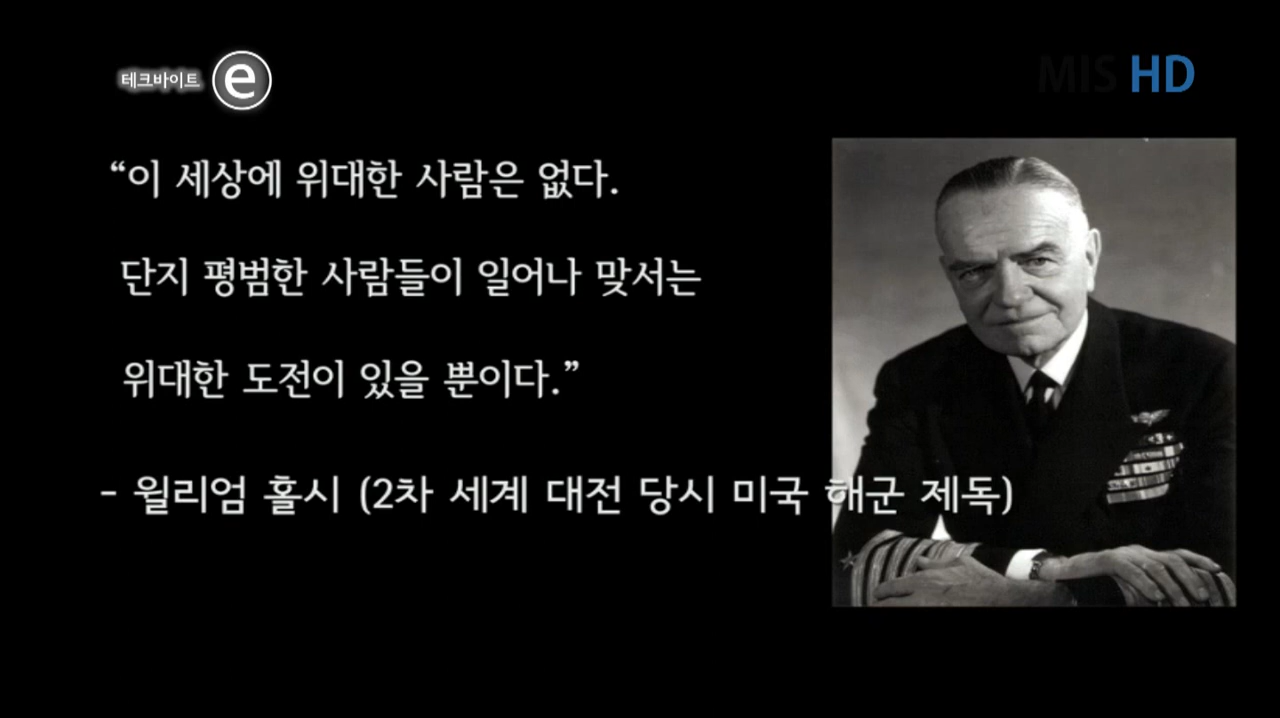 테크바이트 e
MIS HD
“이 세상에 위대한 사람은 없다.
단지 평범한 사람들이 일어나 맞서는
위대한 도전이 있을 뿐이다.”
- 윌리엄 홀시 (2차 세계 대전 당시 미국 해군 제독)